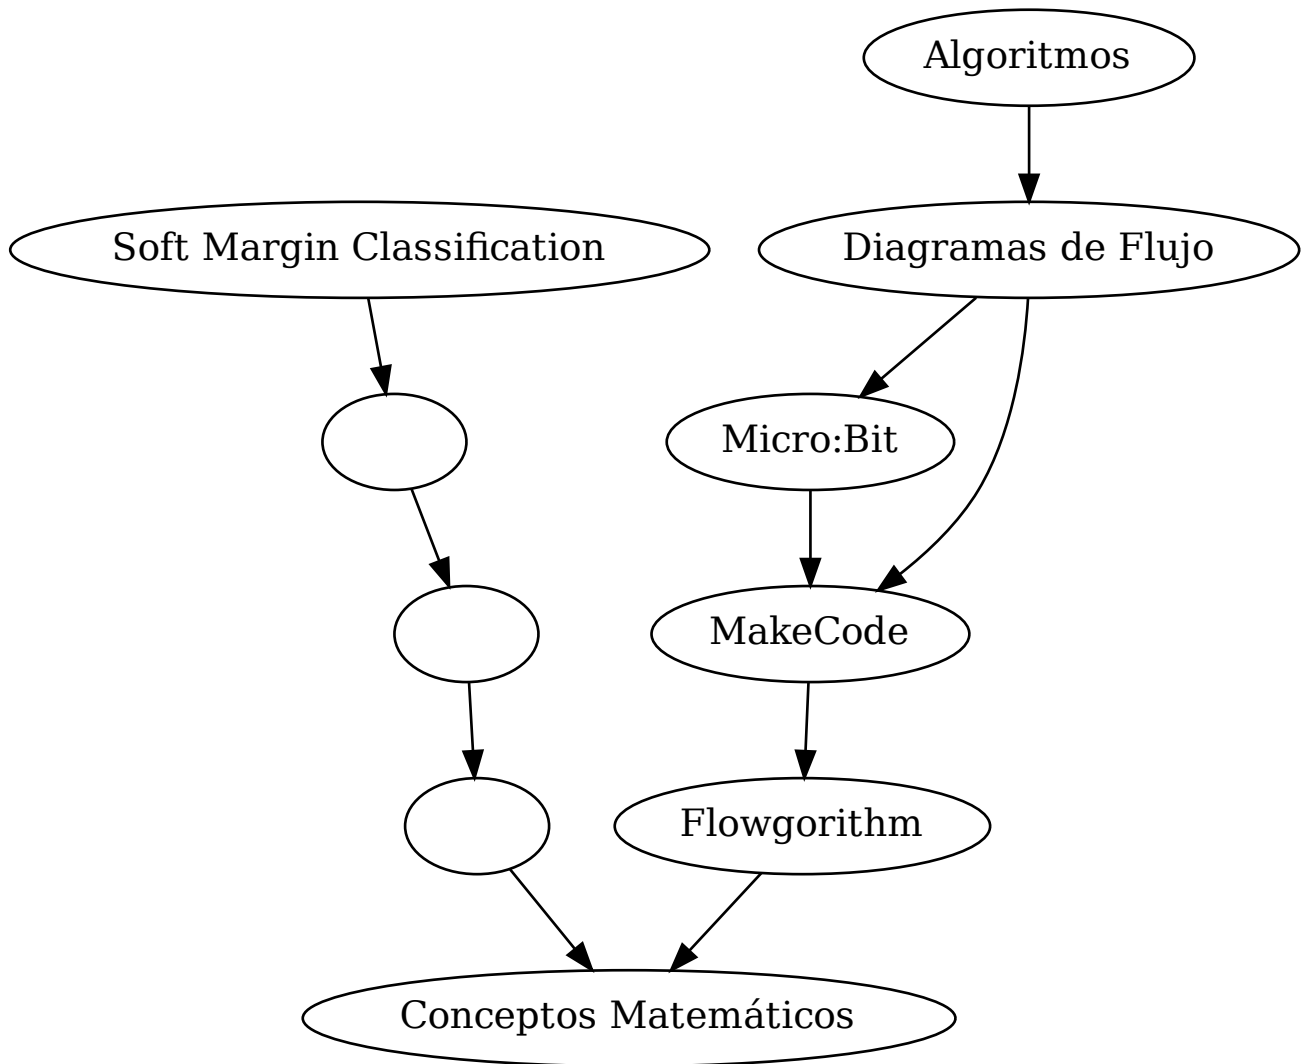 Algoritmos
Soft Margin Classification
Diagramas de Flujo
Micro:Bit
MakeCode
Flowgorithm
Conceptos Matemáticos